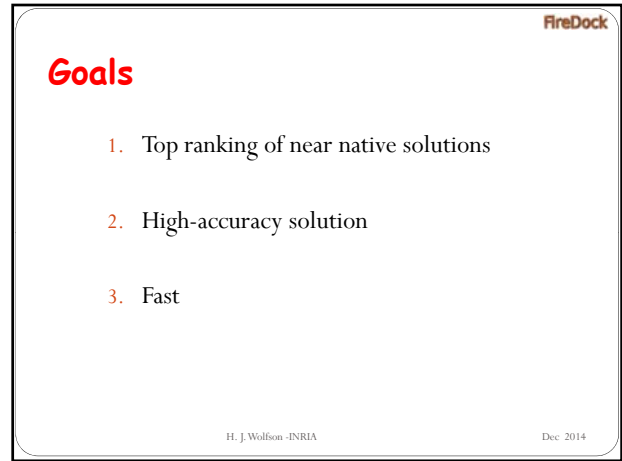 FireDock
Goals
1. Top ranking of near native solutions
2. High-accuracy solution
3. Fast
H. J. Wolfson -INRIA Dec 2014